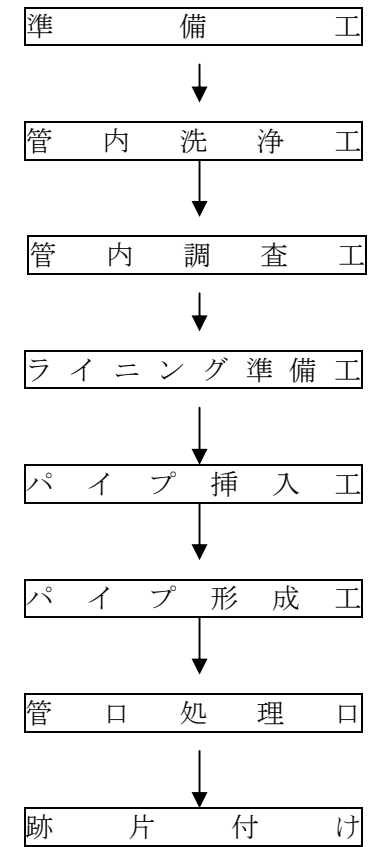 準備工
管内洗浄工
管内調査工
ライニング準備工
パイプ挿入工
パイプ形成工
管口処理口
跡片付け